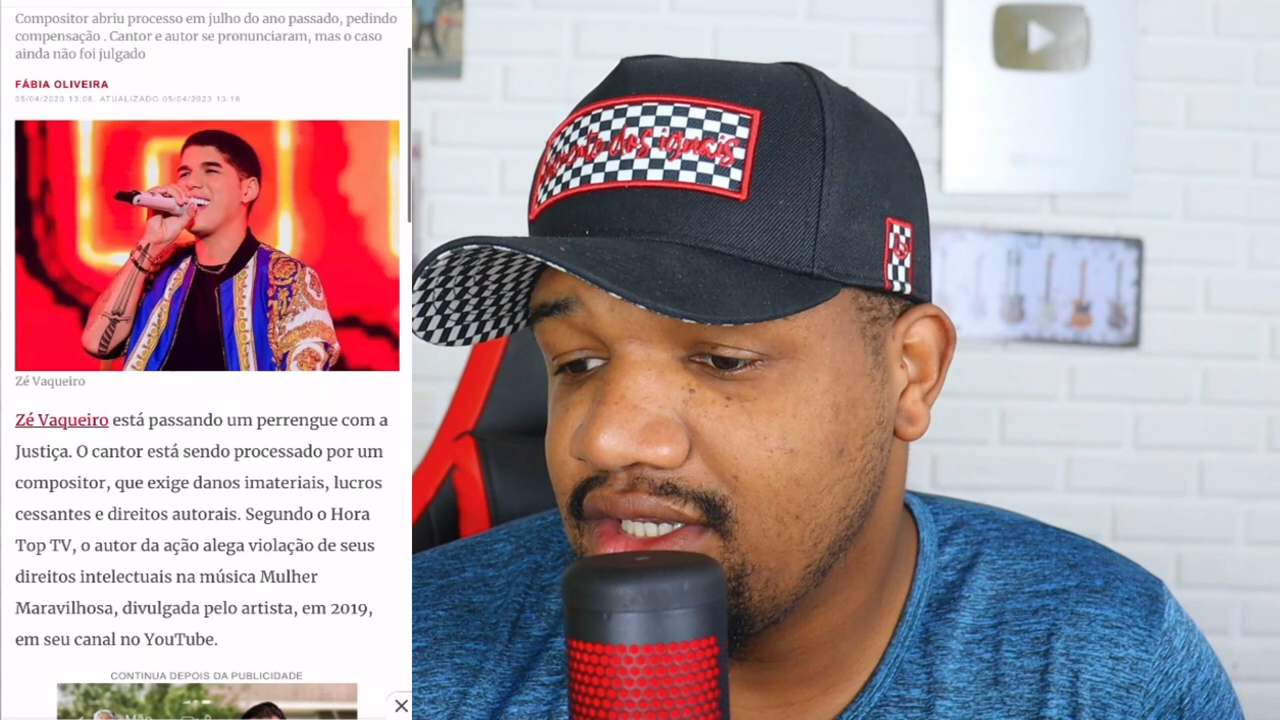 Compositor abriu processo em julho do ano passado, pedindo
compensação . Cantor e autor se pronunciaram, mas o caso
ainda não foi julgado
FÁBIA OLIVEIRA
05/04/2023 13:08, ATUALIZADO 05/04/2023 13:16
Zé Vaqueiro
Zé Vaqueiro está passando um perrengue com a
Justiça. O cantor está sendo processado por um
compositor, que exige danos imateriais, lucros
cessantes e direitos autorais. Segundo o Hora
Top TV, o autor da ação alega violação de seus
direitos intelectuais na música Mulher
Maravilhosa, divulgada pelo artista, em 2019,
em seu canal no YouTube.
CONTINUA DEPOIS DA PUBLICIDADE
dos iguais